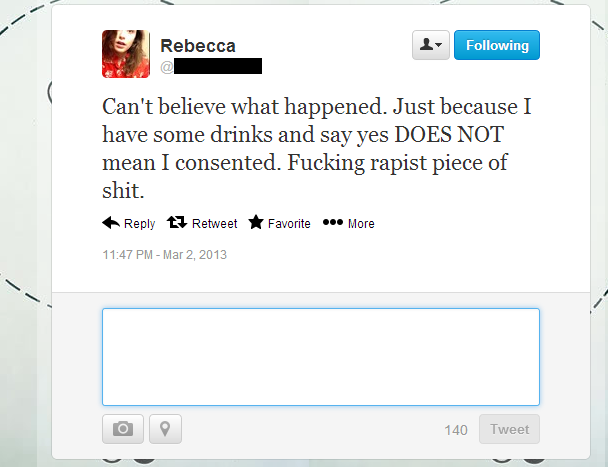 Rebecca
Following
@
Can't believe what happened. Just because I
have some drinks and say yes DOES NOT
mean I consented. Fucking rapist piece of
shit.
Reply Retweet Favorite More
11:47 PM - Mar 2, 2013
140 Tweet